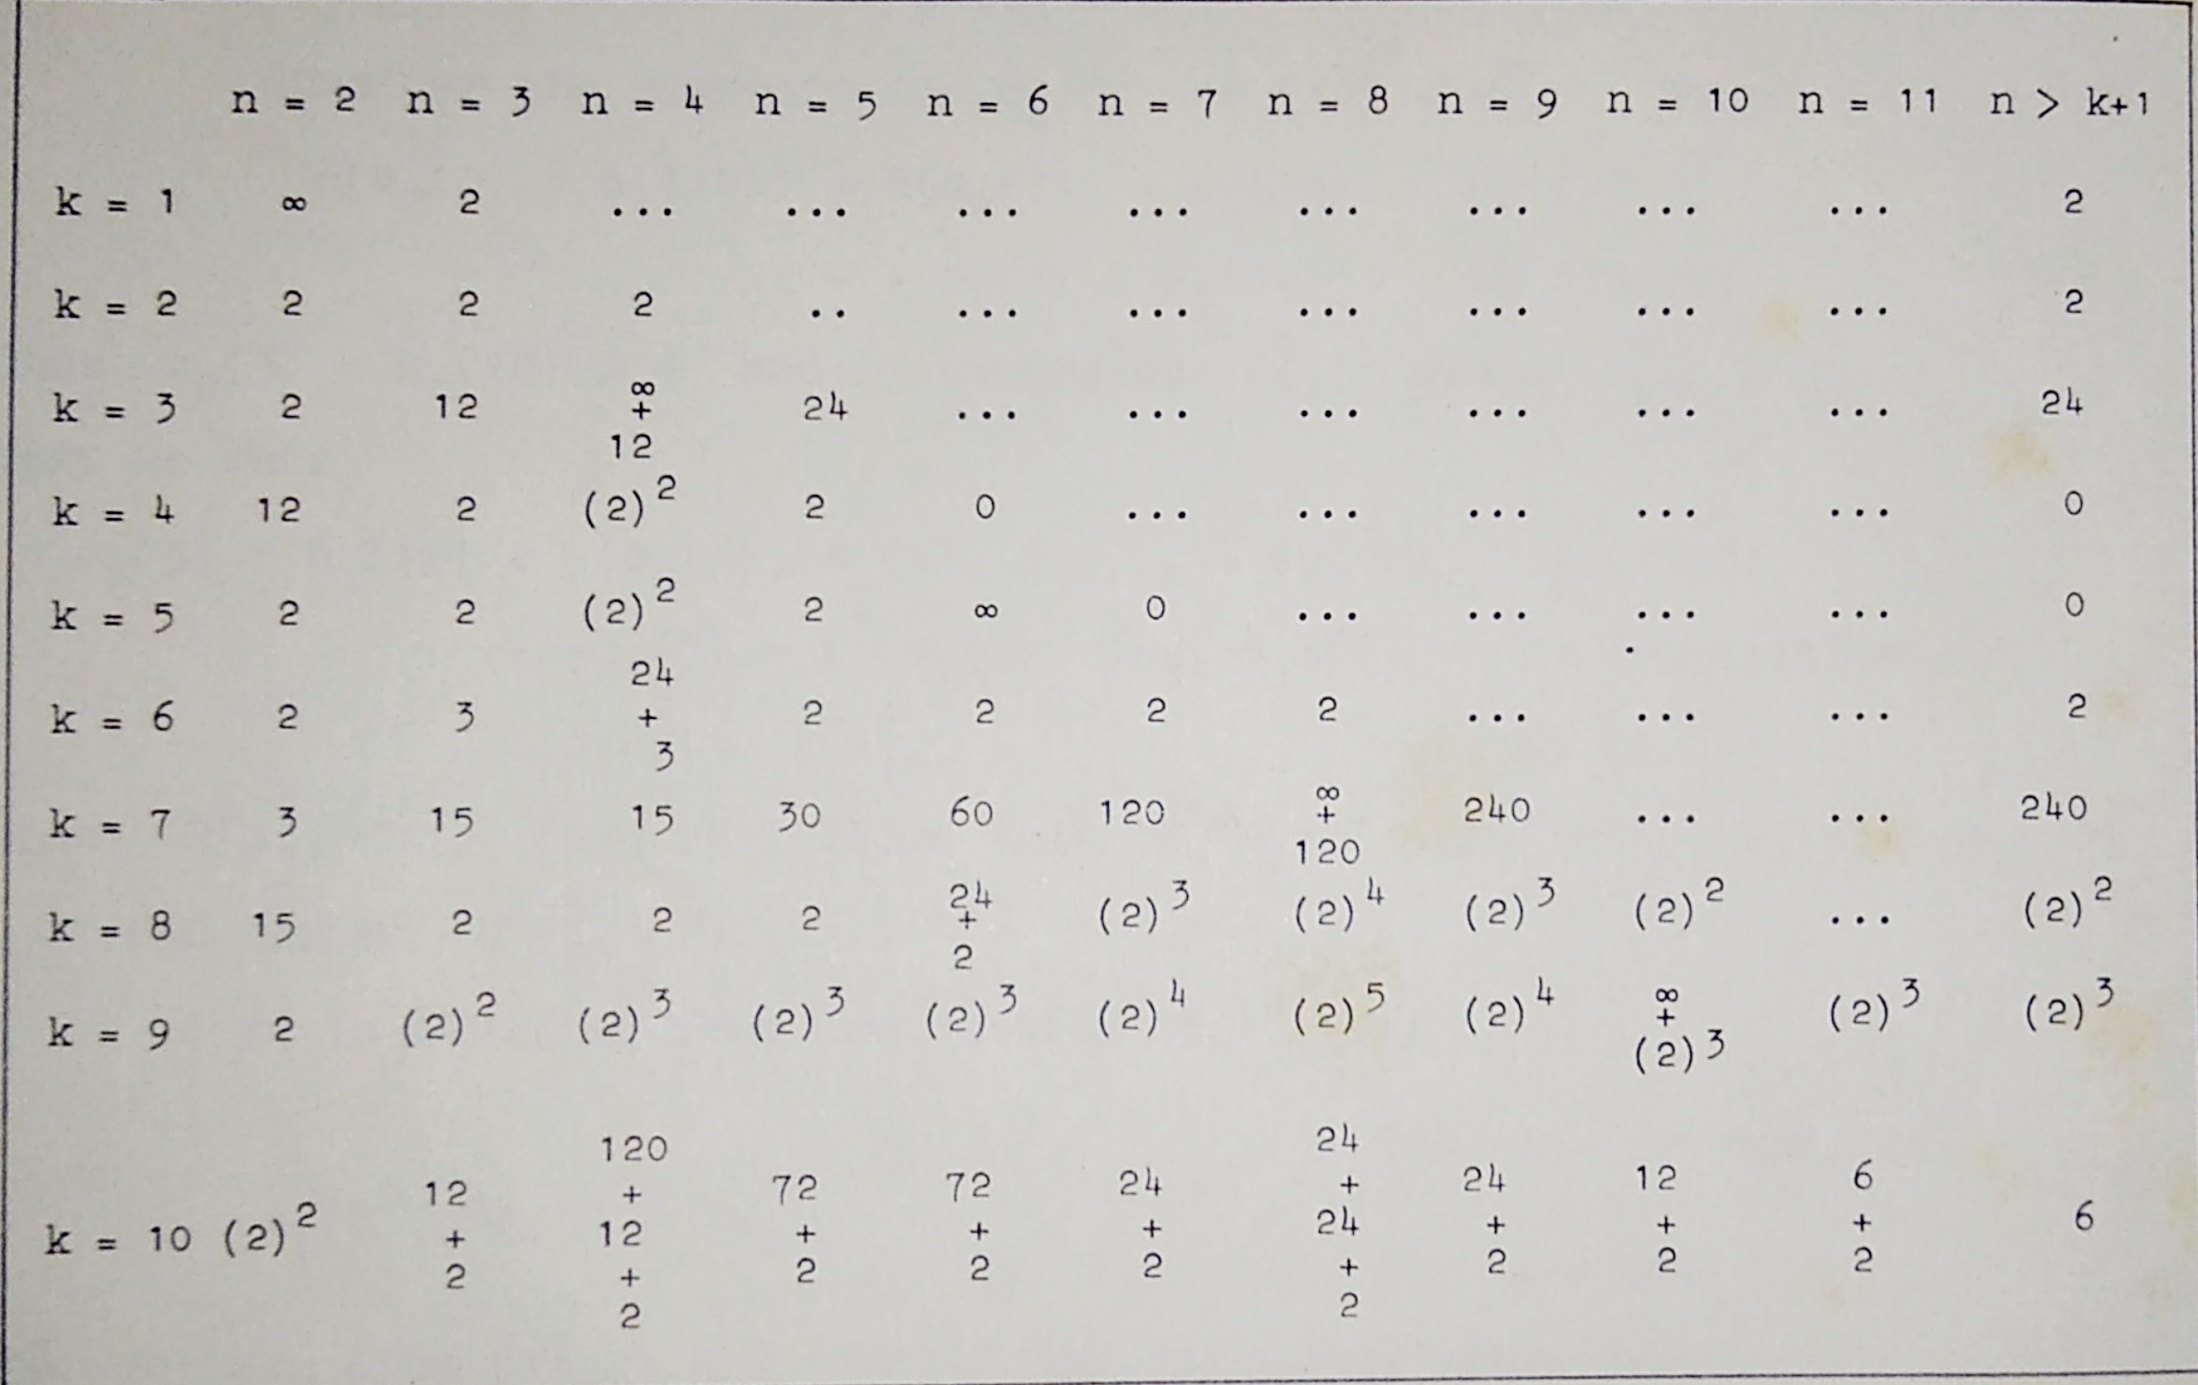 n = 2 n = 3 n = 4 n = 5 n = 6 n = 7 n = 8 n = 9 n = 10 n = 11 n > k+1
k = 1 ∞ 2 ... ... ... ... ... ... ... ... 2
k = 2 2 2 2 .. ... ... ... ... ... ... 2
k = 3 2 12 ∞ + 12 24 ... ... ... ... ... ... 24
k = 4 12 2 (2)² 2 0 ... ... ... ... ... 0
k = 5 2 2 (2)² 2 ∞ 0 ... ... ... ... 0
k = 6 2 3 24 + 3 2 2 2 2 ... ... ... 2
k = 7 3 15 15 30 60 120 ∞ + 120 240 ... ... 240
k = 8 15 2 2 2 24 + 2 (2)³ (2)⁴ (2)³ (2)² ... (2)²
k = 9 2 (2)² (2)³ (2)³ (2)³ (2)⁴ (2)⁵ (2)⁴ ∞ + (2)³ (2)³ (2)³
k = 10 (2)² 12 + 2 120 + 12 + 2 72 + 2 72 + 2 24 + 2 24 + 24 + 2 24 + 2 12 + 2 6 + 2 6